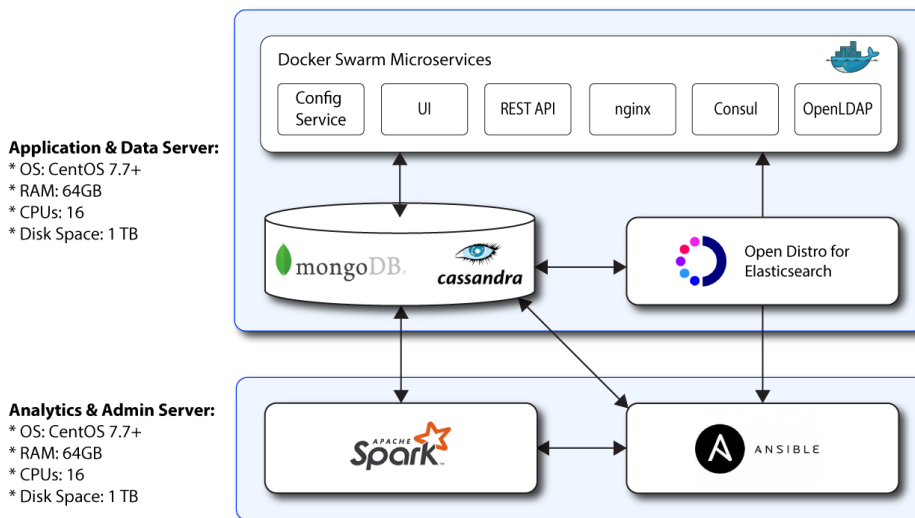 Docker Swarm Microservices
Config
Service
UI
REST API
nginx
Consul
OpenLDAP
Application & Data Server:
* OS: CentOS 7.7+
* RAM: 64GB
* CPUs: 16
* Disk Space: 1 TB
mongoDB®
cassandra
Open Distro for
Elasticsearch
Analytics & Admin Server:
* OS: CentOS 7.7+
* RAM: 64GB
* CPUs: 16
* Disk Space: 1 TB
APACHE
Spark™
ANSIBLE